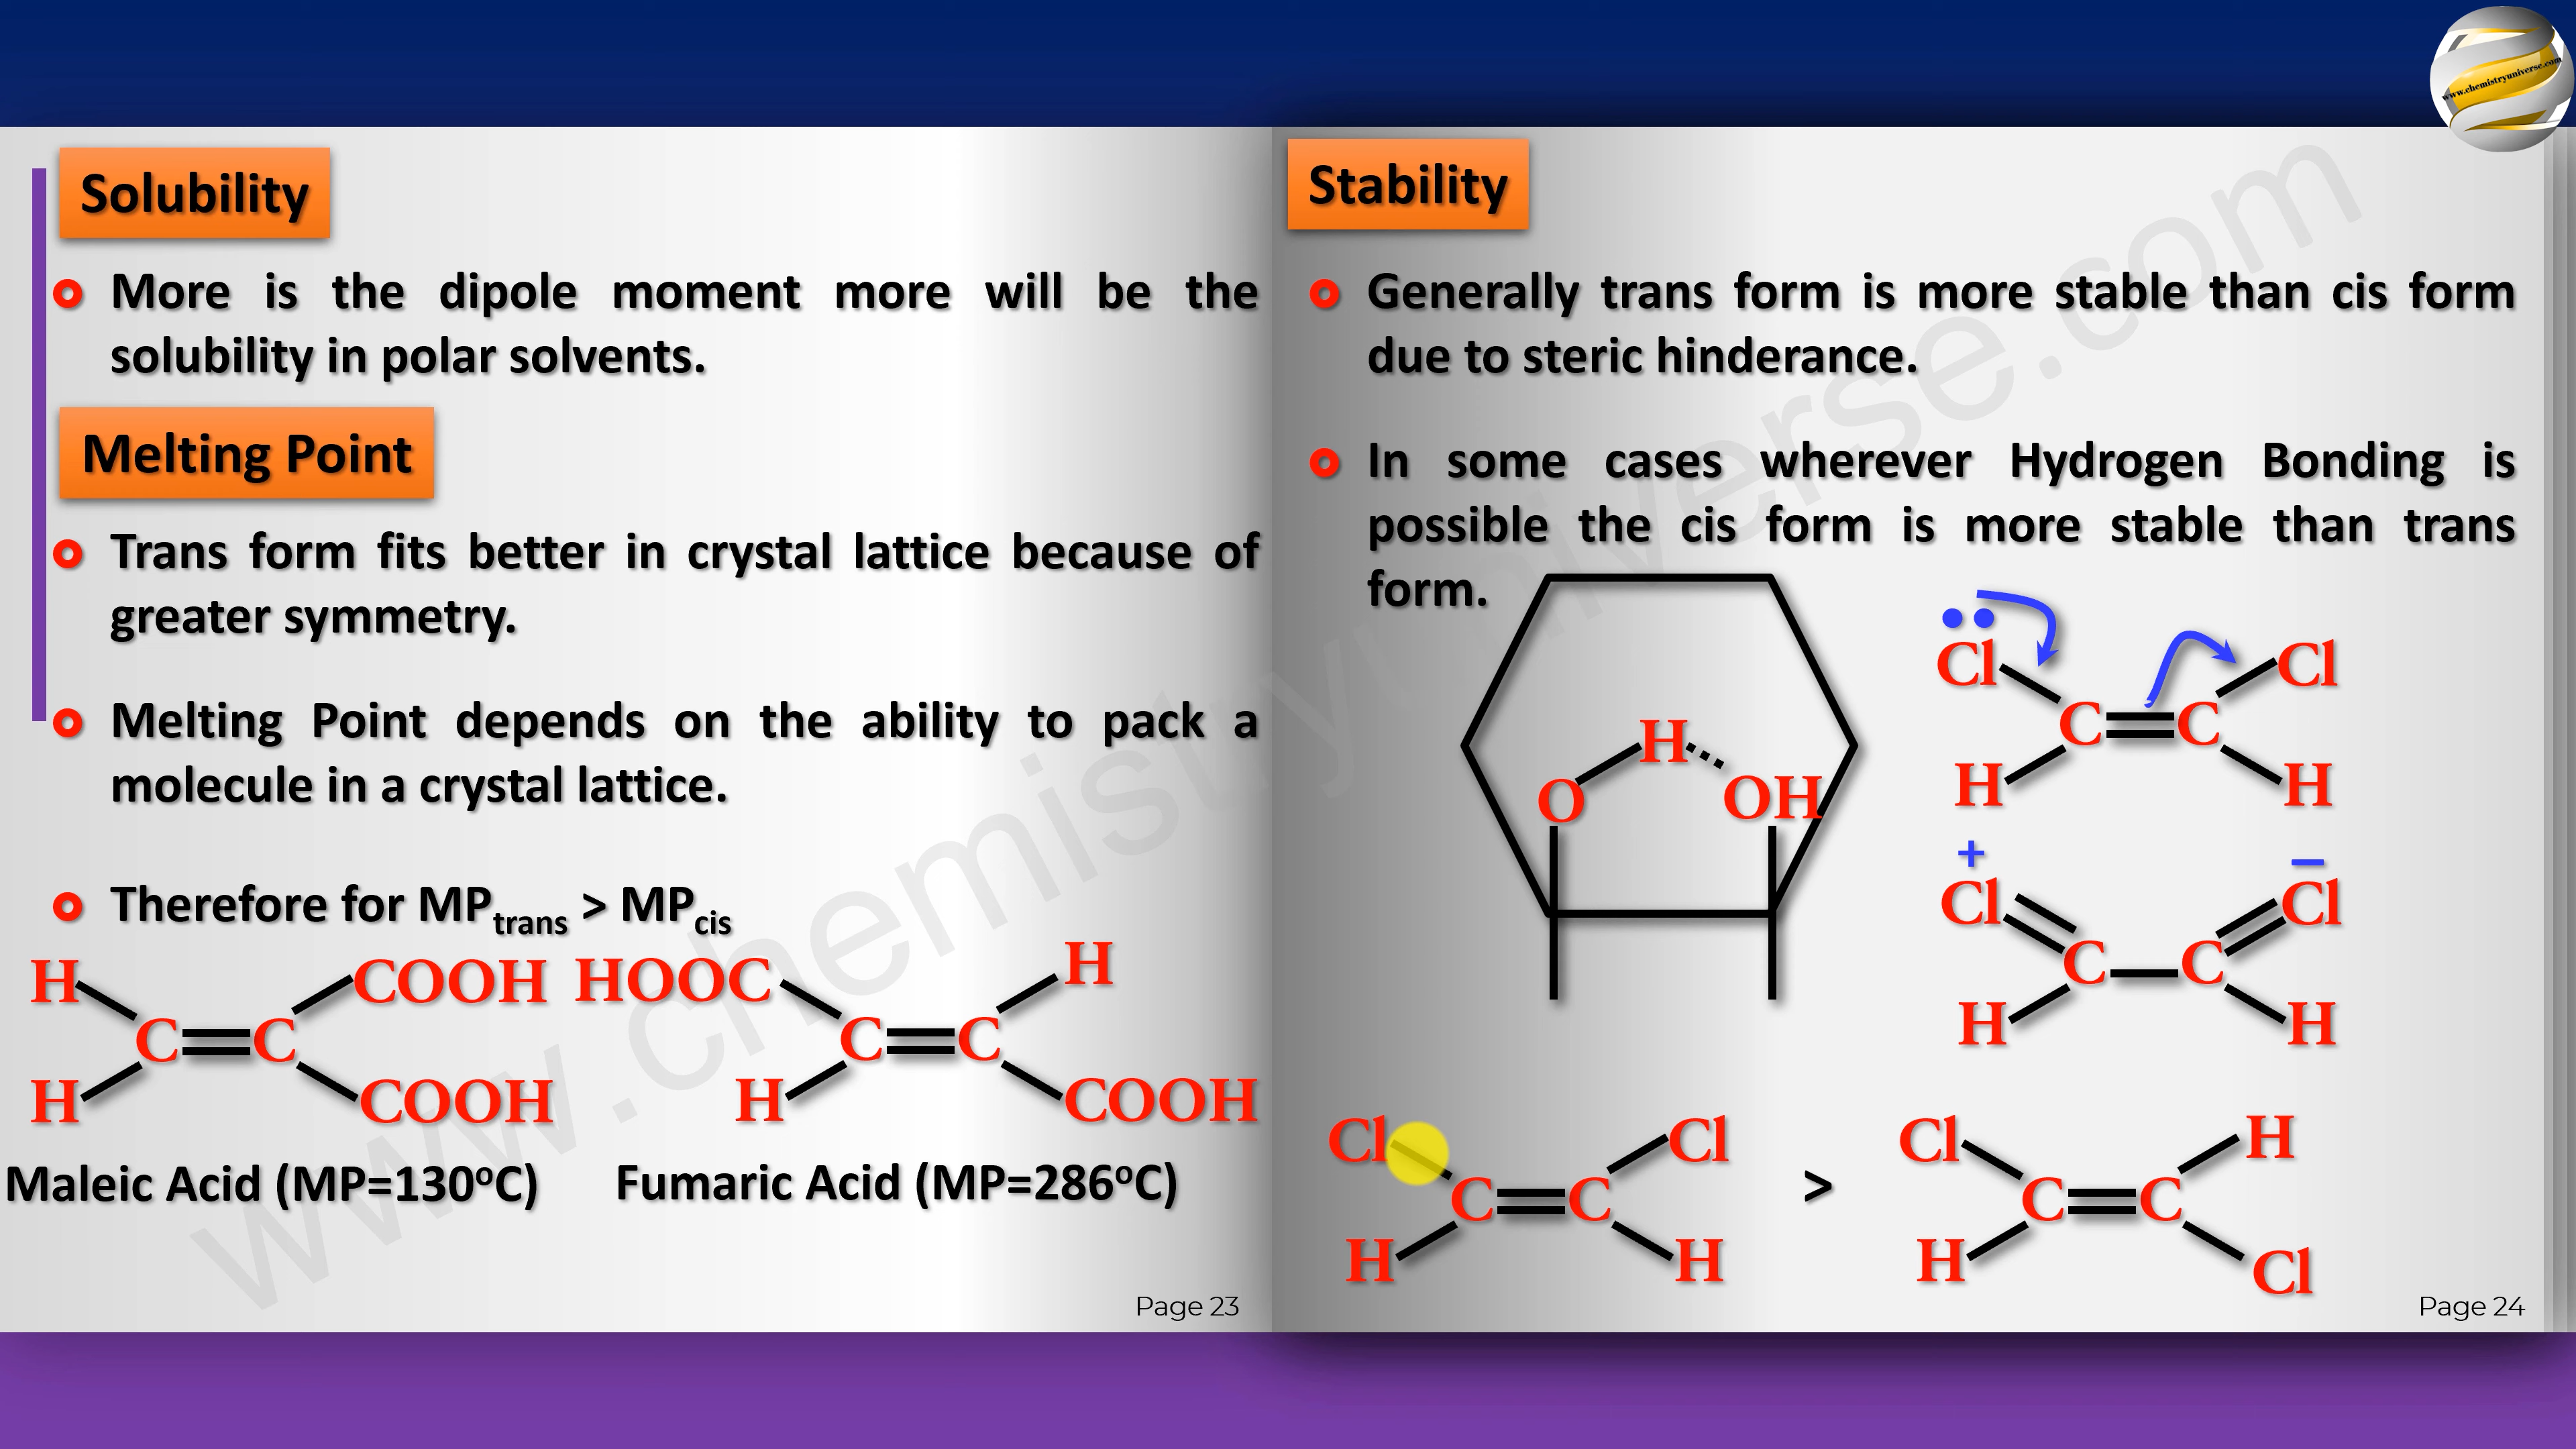 www.chemistryuniverse.com
Solubility
More is the dipole moment more will be the
solubility in polar solvents.
Melting Point
Trans form fits better in crystal lattice because of
greater symmetry.
Melting Point depends on the ability to pack a
molecule in a crystal lattice.
Therefore for MPtrans > MPcis
H COOH
C C
H COOH
HOOC H
C C
H COOH
Maleic Acid (MP=130oC)
Fumaric Acid (MP=286oC)
Page 23
Stability
Generally trans form is more stable than cis form
due to steric hinderance.
In some cases wherever Hydrogen Bonding is
possible the cis form is more stable than trans
form.
H
O OH
Cl Cl
C C
H H
+ −
Cl Cl
C C
H H
Cl Cl
C C
H H
>
Cl H
C C
H Cl
Page 24
www.chemistryuniverse.com